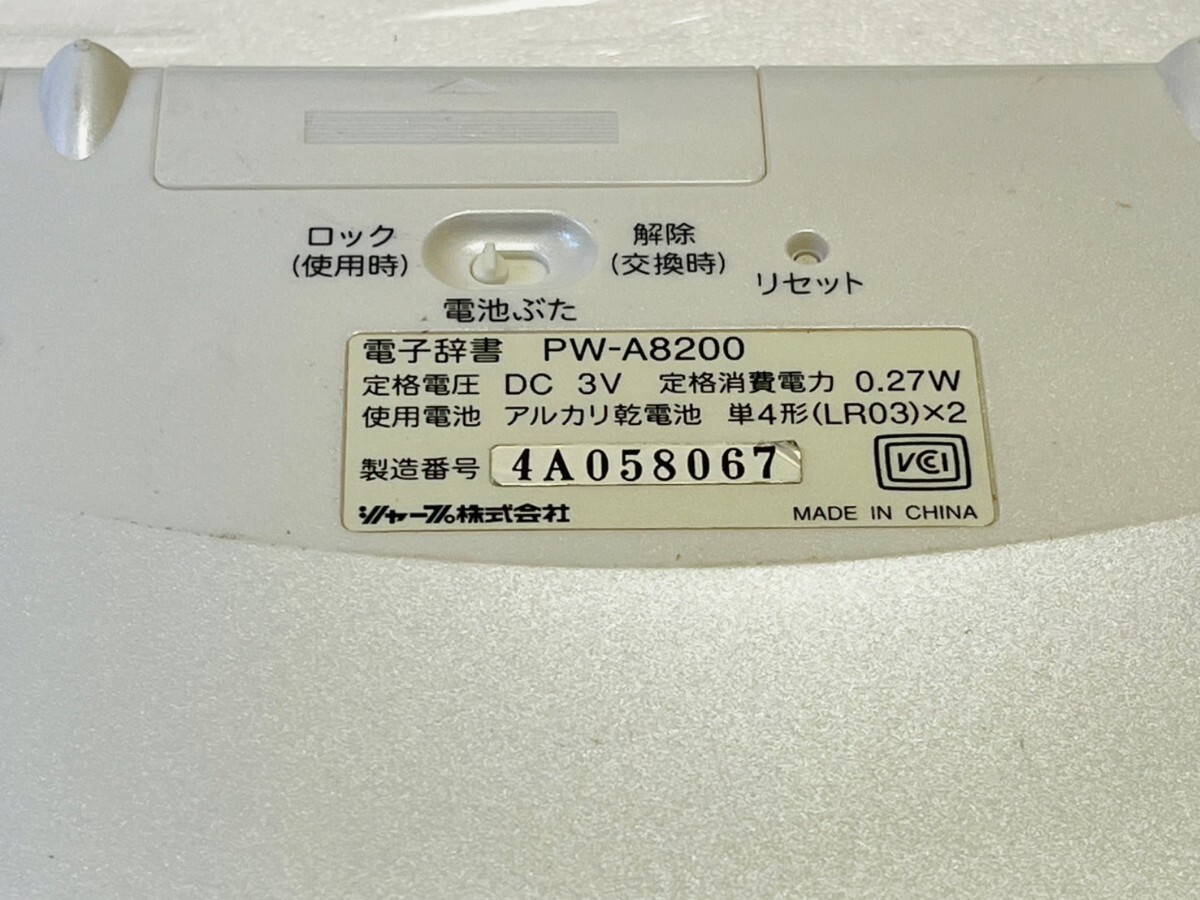 ロック
(使用時)
解除
(交換時)
電池ぶた
リセット
電子辞書 PW-A8200
定格電圧 DC 3V 定格消費電力 0.27W
使用電池 アルカリ乾電池 単4形(LR03)×2
製造番号 4A058067
VCCI
シャープ株式会社
MADE IN CHINA